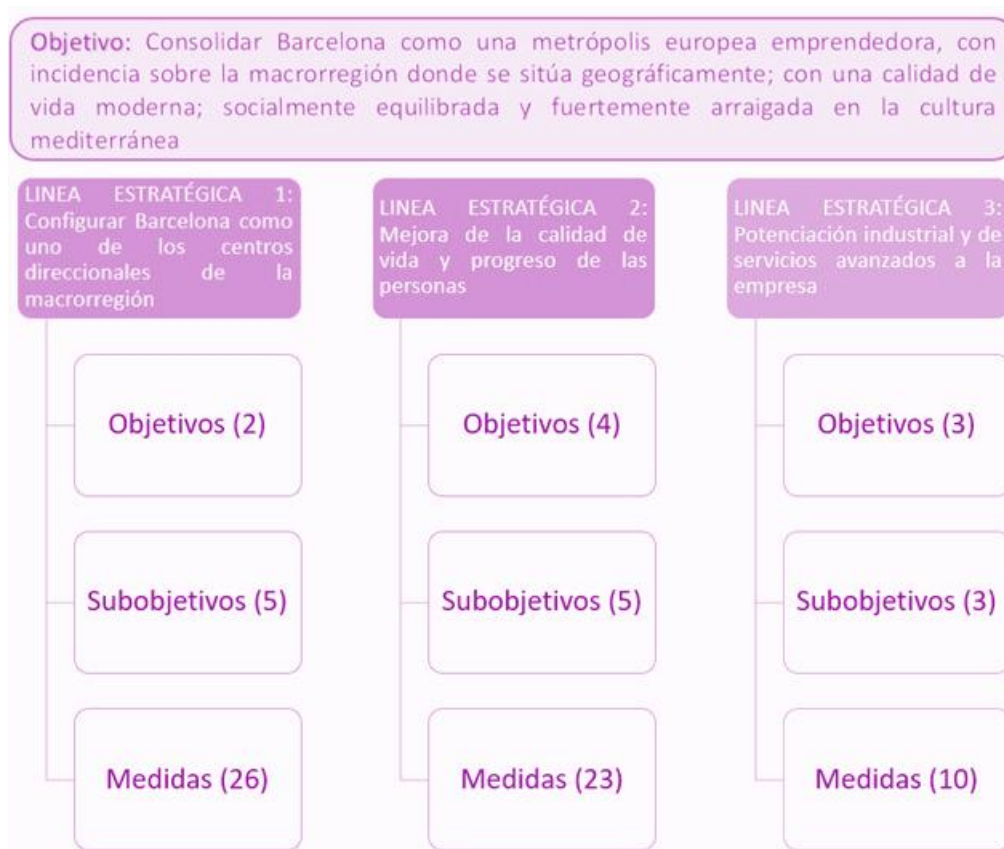 Objetivo: Consolidar Barcelona como una metrópolis europea emprendedora, con
incidencia sobre la macrorregión donde se sitúa geográficamente; con una calidad de
vida moderna; socialmente equilibrada y fuertemente arraigada en la cultura
mediterránea
LINEA ESTRATÉGICA 1:
Configurar Barcelona como
uno de los centros
direccionales de la
macrorregión
Objetivos (2)
Subobjetivos (5)
Medidas (26)
LINEA ESTRATÉGICA 2:
Mejora de la calidad de
vida y progreso de las
personas
Objetivos (4)
Subobjetivos (5)
Medidas (23)
LINEA ESTRATÉGICA 3:
Potenciación industrial y de
servicios avanzados a la
empresa
Objetivos (3)
Subobjetivos (3)
Medidas (10)